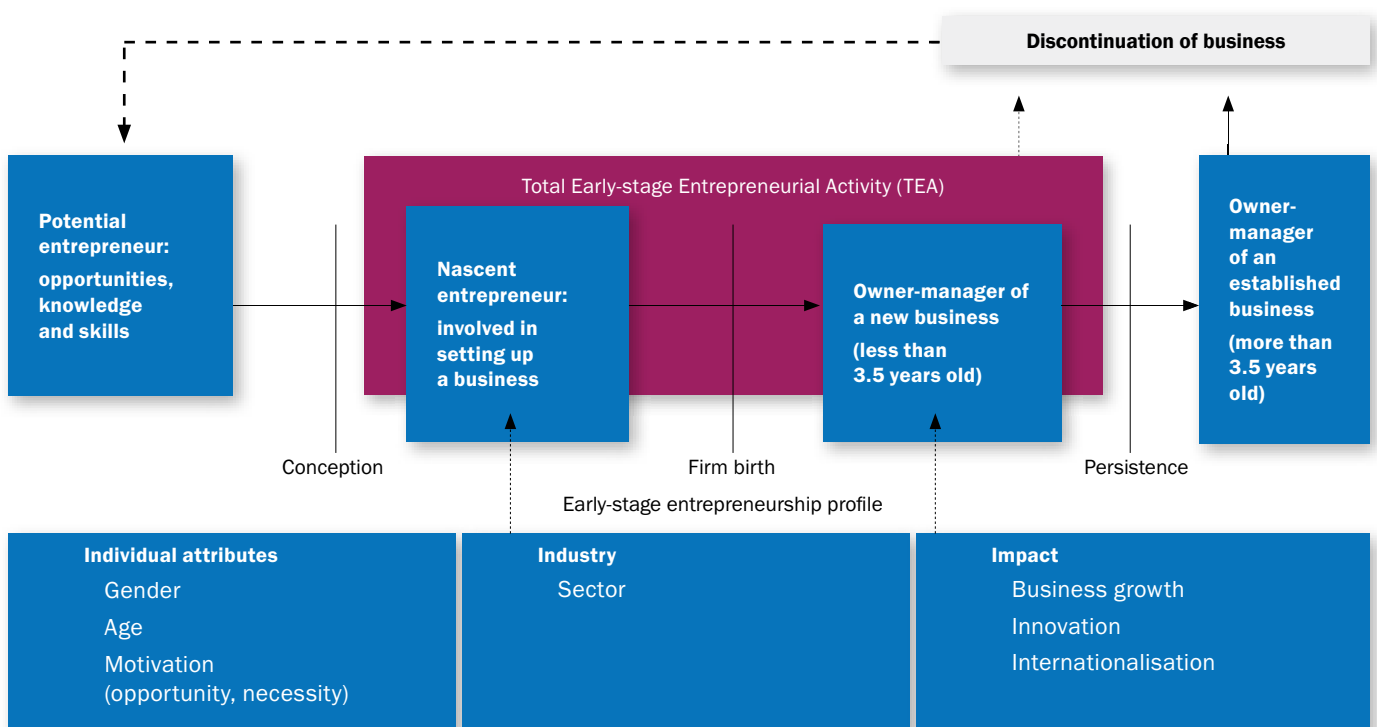 Discontinuation of business
Total Early-stage Entrepreneurial Activity (TEA)
Potential
entrepreneur:
opportunities,
knowledge
and skills
Nascent
entrepreneur:
involved in
setting up
a business
Owner-manager of
a new business
(less than
3.5 years old)
Owner-
manager
of an
established
business
(more than
3.5 years
old)
Conception
Firm birth
Persistence
Early-stage entrepreneurship profile
Individual attributes
Gender
Age
Motivation
(opportunity, necessity)
Industry
Sector
Impact
Business growth
Innovation
Internationalisation